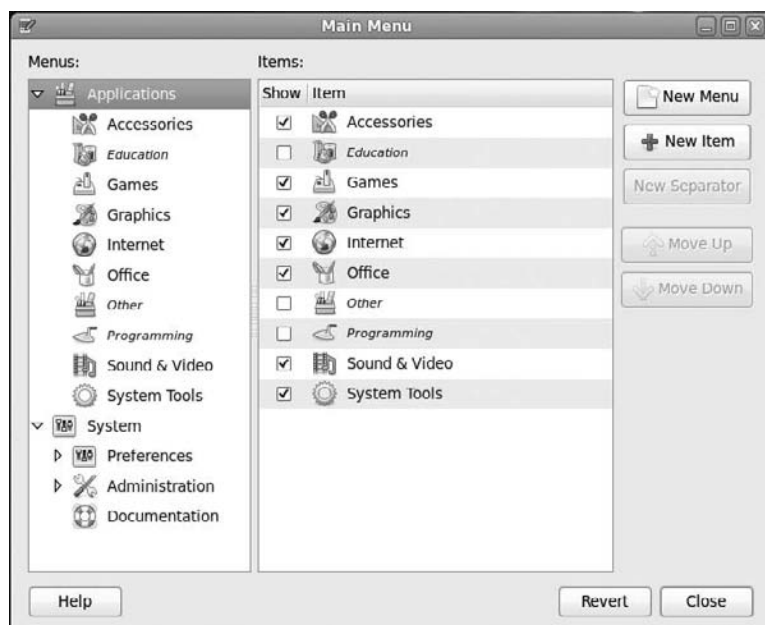 Main Menu
Menus:
Applications
Accessories
Education
Games
Graphics
Internet
Office
Other
Programming
Sound & Video
System Tools
System
Preferences
Administration
Documentation
Items:
Show Item
Accessories
Education
Games
Graphics
Internet
Office
Other
Programming
Sound & Video
System Tools
New Menu
New Item
New Separator
Move Up
Move Down
Help
Revert
Close